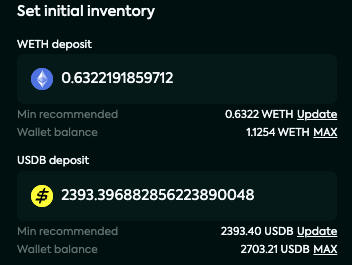 Set initial inventory
WETH deposit
0.6322191859712
Min recommended 0.6322 WETH Update
Wallet balance 1.1254 WETH MAX
USDB deposit
2393.396882856223890048
Min recommended 2393.40 USDB Update
Wallet balance 2703.21 USDB MAX